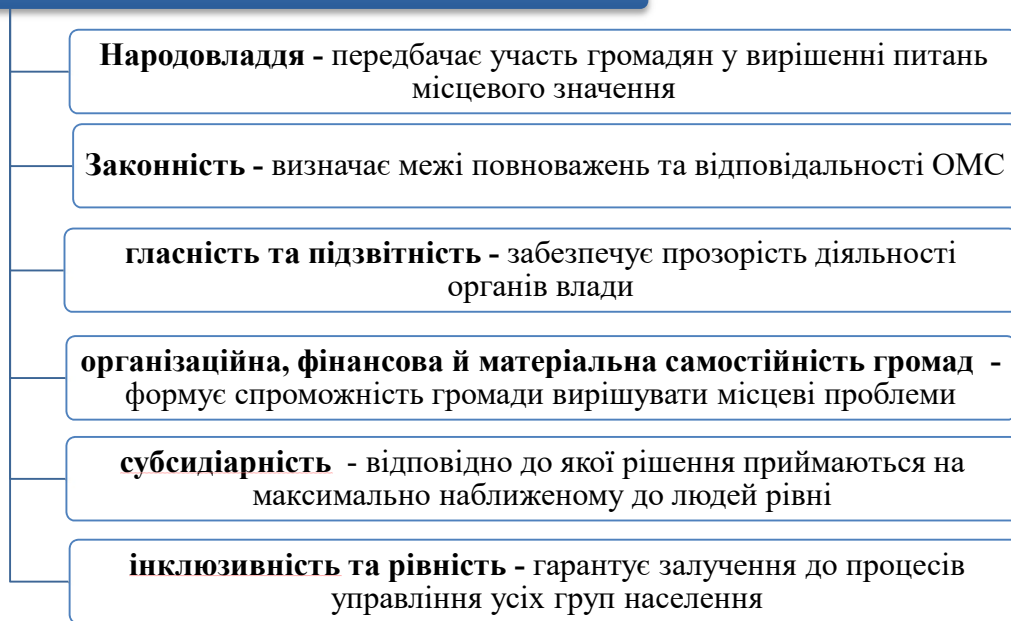 Народовладдя - передбачає участь громадян у вирішенні питань
місцевого значення
Законність - визначає межі повноважень та відповідальності ОМС
гласність та підзвітність - забезпечує прозорість діяльності
органів влади
організаційна, фінансова й матеріальна самостійність громад -
формує спроможність громади вирішувати місцеві проблеми
субсидіарність - відповідно до якої рішення приймаються на
максимально наближеному до людей рівні
інклюзивність та рівність - гарантує залучення до процесів
управління усіх груп населення